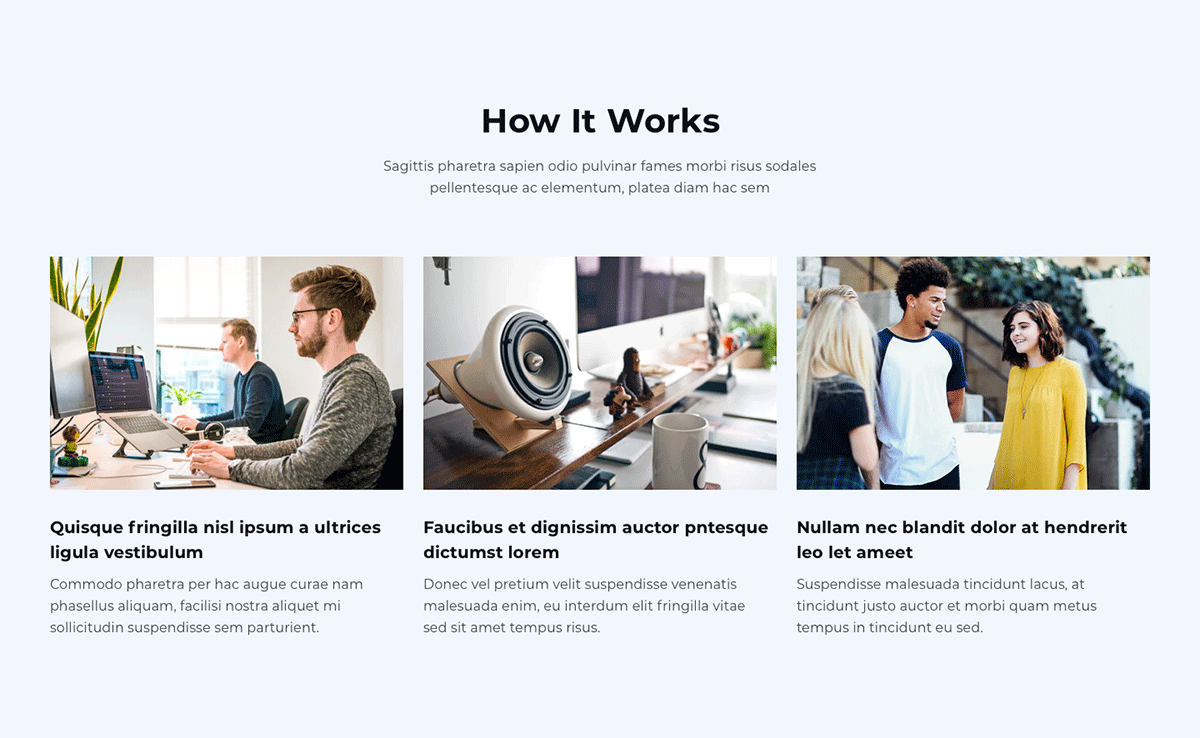 How It Works
Sagittis pharetra sapien odio pulvinar fames morbi risus sodales
pellentesque ac elementum, platea diam hac sem
Quisque fringilla nisl ipsum a ultrices
ligula vestibulum
Commodo pharetra per hac augue curae nam
phasellus aliquam, facilisi nostra aliquet mi
sollicitudin suspendisse sem parturient.
Faucibus et dignissim auctor pntesque
dictumst lorem
Donec vel pretium velit suspendisse venenatis
malesuada enim, eu interdum elit fringilla vitae
sed sit amet tempus risus.
Nullam nec blandit dolor at hendrerit
leo let ameet
Suspendisse malesuada tincidunt lacus, at
tincidunt justo auctor et morbi quam metus
tempus in tincidunt eu sed.